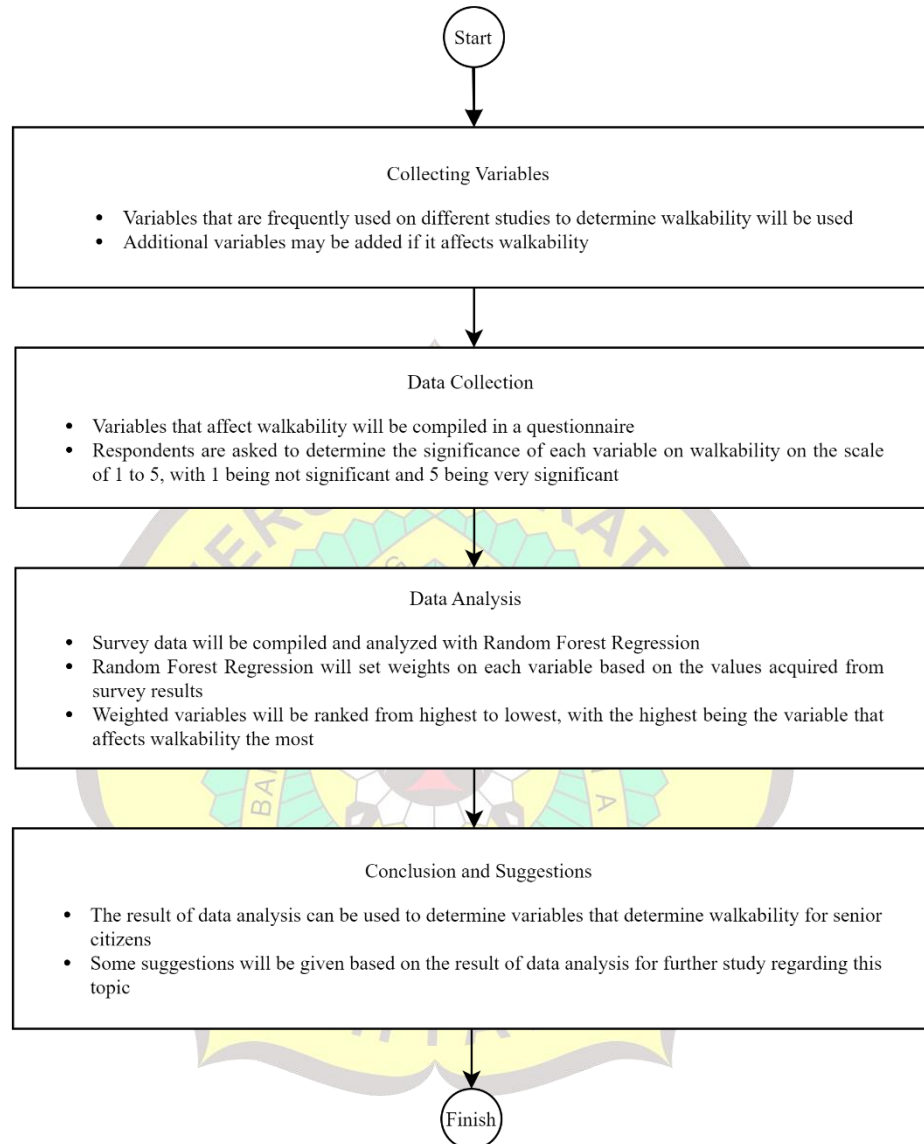 Start
Collecting Variables
• Variables that are frequently used on different studies to determine walkability will be used
• Additional variables may be added if it affects walkability
Data Collection
• Variables that affect walkability will be compiled in a questionnaire
• Respondents are asked to determine the significance of each variable on walkability on the scale
of 1 to 5, with 1 being not significant and 5 being very significant
Data Analysis
• Survey data will be compiled and analyzed with Random Forest Regression
• Random Forest Regression will set weights on each variable based on the values acquired from
survey results
• Weighted variables will be ranked from highest to lowest, with the highest being the variable that
affects walkability the most
Conclusion and Suggestions
• The result of data analysis can be used to determine variables that determine walkability for senior
citizens
• Some suggestions will be given based on the result of data analysis for further study regarding this
topic
Finish